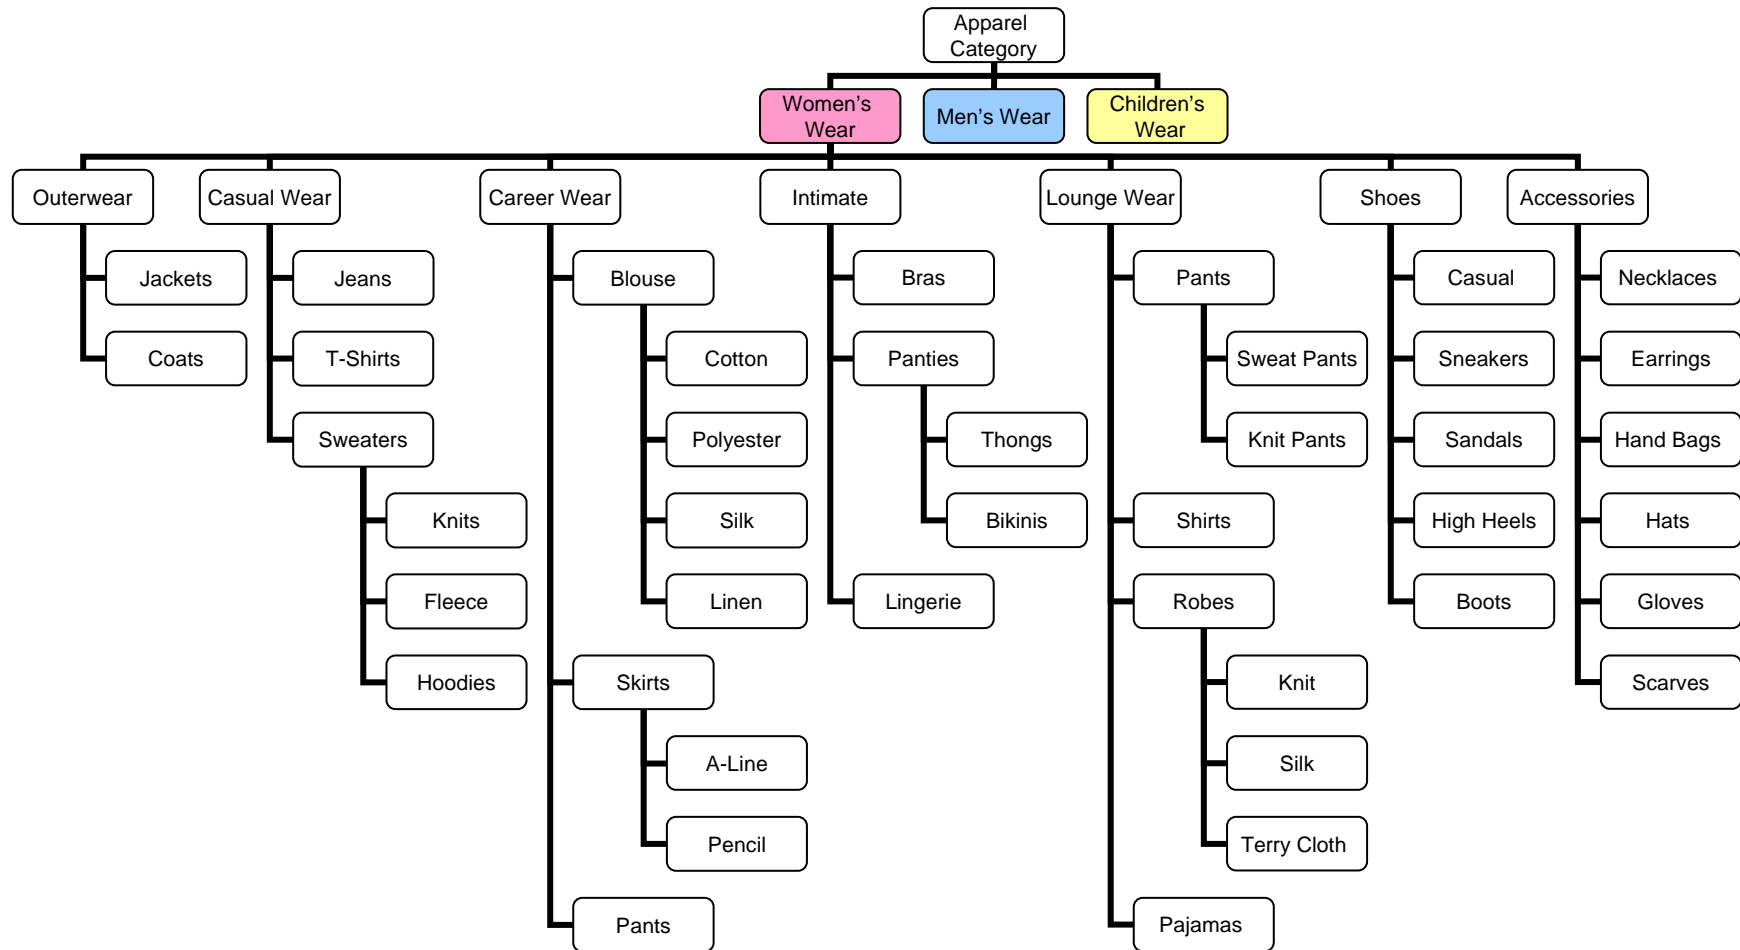 Apparel
Category
Women's
Wear
Men's Wear
Children's
Wear
Outerwear
Casual Wear
Career Wear
Intimate
Lounge Wear
Shoes
Accessories
Jackets
Jeans
Blouse
Bras
Pants
Casual
Necklaces
Coats
T-Shirts
Cotton
Panties
Sweat Pants
Sneakers
Earrings
Sweaters
Polyester
Thongs
Knit Pants
Sandals
Hand Bags
Knits
Silk
Bikinis
Shirts
High Heels
Hats
Fleece
Linen
Lingerie
Robes
Boots
Gloves
Hoodies
Skirts
Knit
Scarves
A-Line
Silk
Pencil
Terry Cloth
Pants
Pajamas